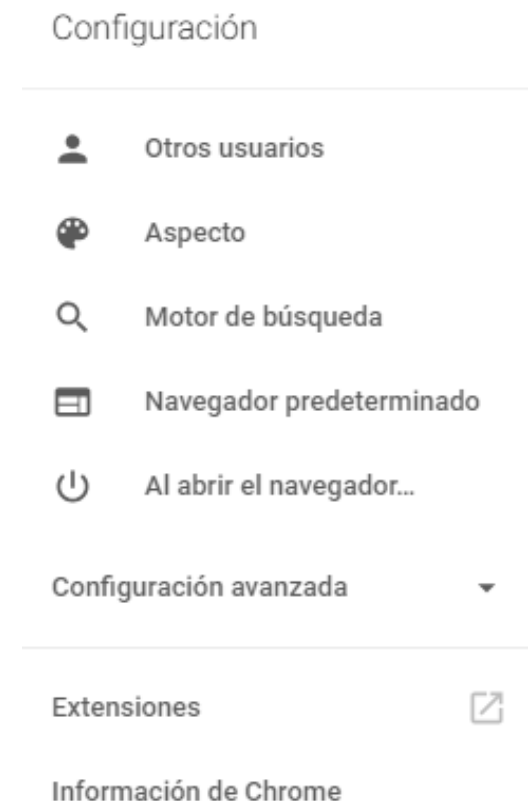 Configuración
Otros usuarios
Aspecto
Motor de búsqueda
Navegador predeterminado
Al abrir el navegador...
Configuración avanzada
Extensiones
Información de Chrome